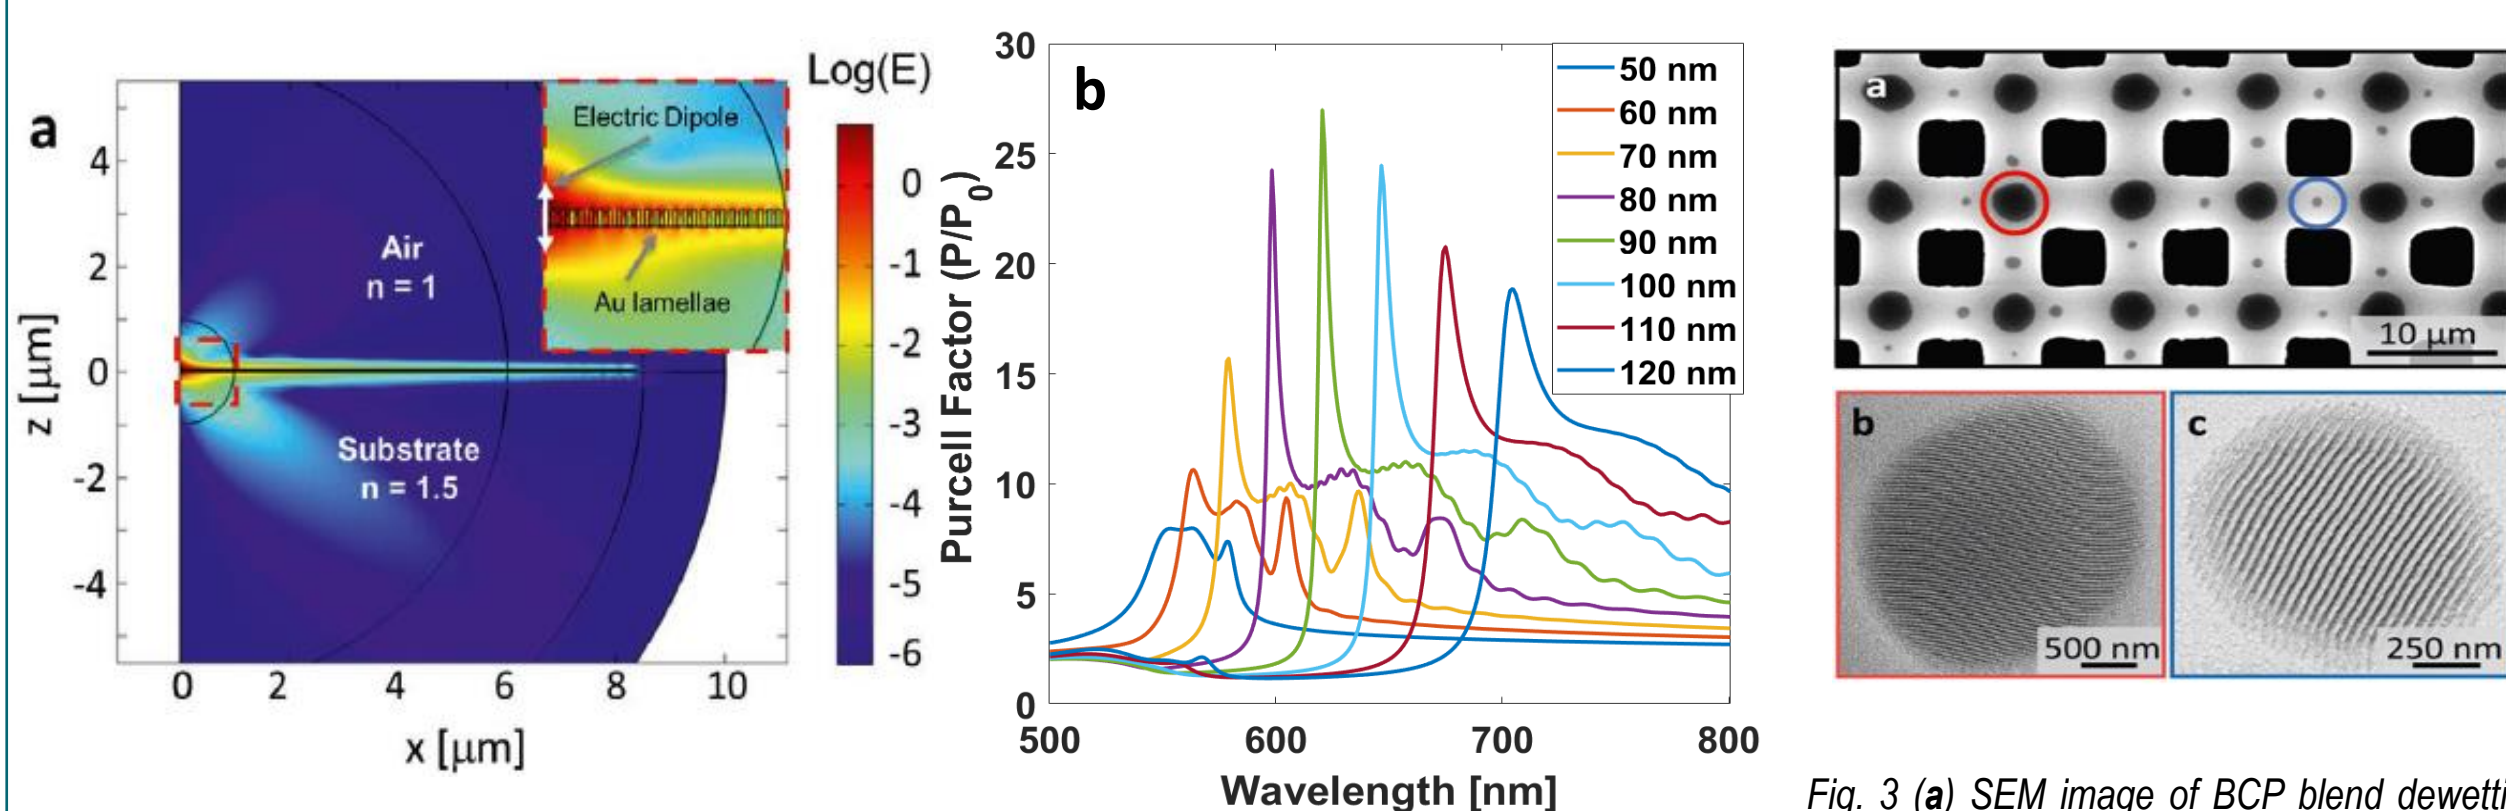 a
Log(E)
Electric Dipole
Au lamellae
Air
n = 1
Substrate
n = 1.5
4
2
0
-2
-4
z [μm]
0
2
4
6
8
10
x [μm]
0
-1
-2
-3
-4
-5
-6
b
30
25
20
15
10
5
0
Purcell Factor (P/P0)
500
600
700
800
Wavelength [nm]
50 nm
60 nm
70 nm
80 nm
90 nm
100 nm
110 nm
120 nm
a
10 μm
b
500 nm
c
250 nm
Fig. 3 (a) SEM image of BCP blend dewetti